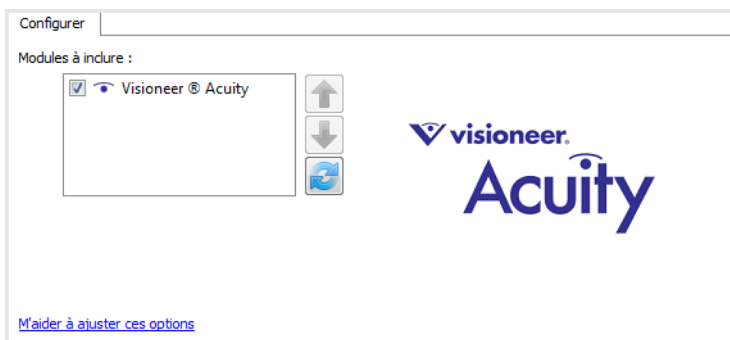 Configurer
Modules à inclure :
Visioneer ® Acuity
visioneer.
Acuity
M'aider à ajuster ces options